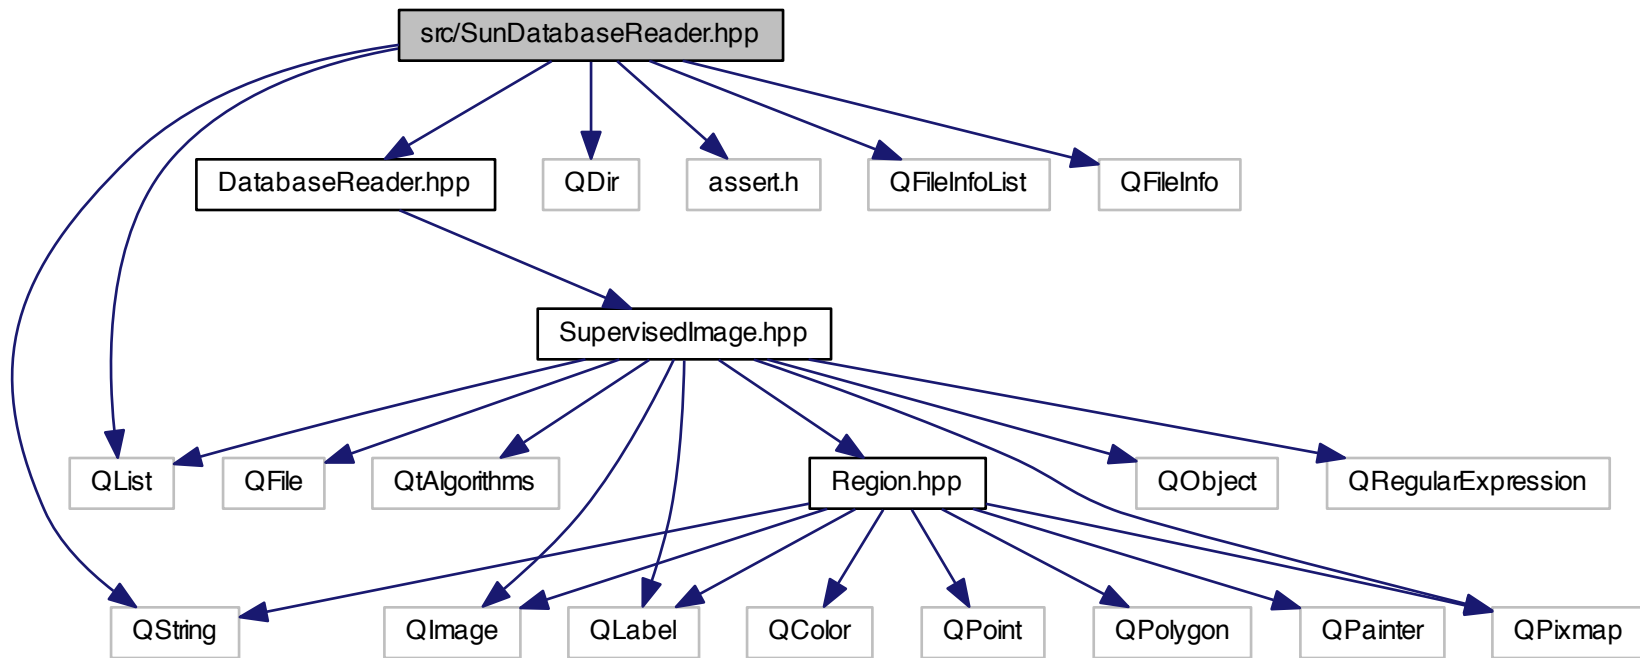 src/SunDatabaseReader.hpp
DatabaseReader.hpp
QDir
assert.h
QFileInfoList
QFileInfo
SupervisedImage.hpp
QList
QFile
QtAlgorithms
Region.hpp
QObject
QRegularExpression
QString
QImage
QLabel
QColor
QPoint
QPolygon
QPainter
QPixmap